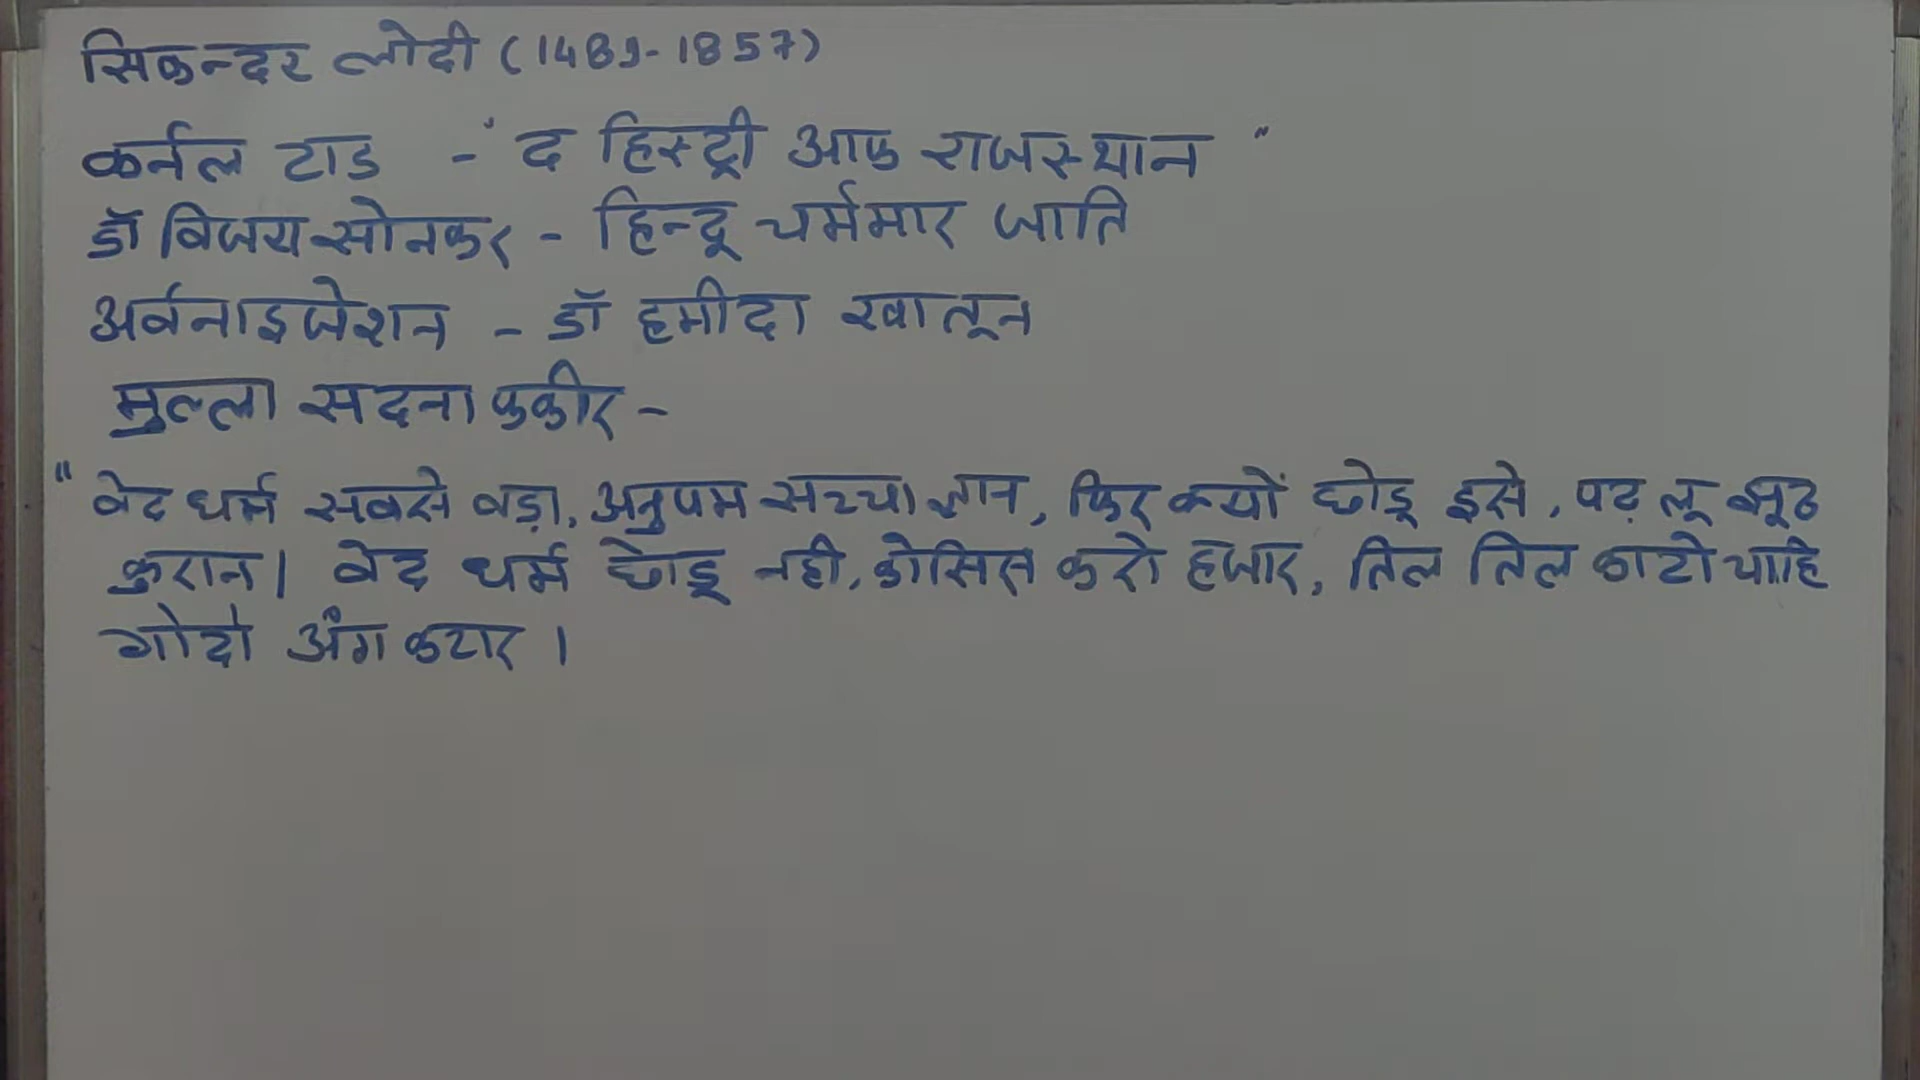 सिकन्दर लोदी (1489-1857)
कर्नल टाड - "द हिस्ट्री आफ राजस्थान"
डॉ विजय सोनकर - हिन्दू चर्ममार जाति
अर्वनाइजेशन - डॉ हमीदा खातून
मुल्ला सदना फकीर -
"वेद धर्म सबसे बड़ा, अनुपम सच्चा ज्ञान, फिर क्यों छोडू इसे, पढ़ लू झूठ
कुरान। वेद धर्म छोडू नही, कोसिस करो हजार, तिल तिल काटो चाहि
गोदो अंग कटार।